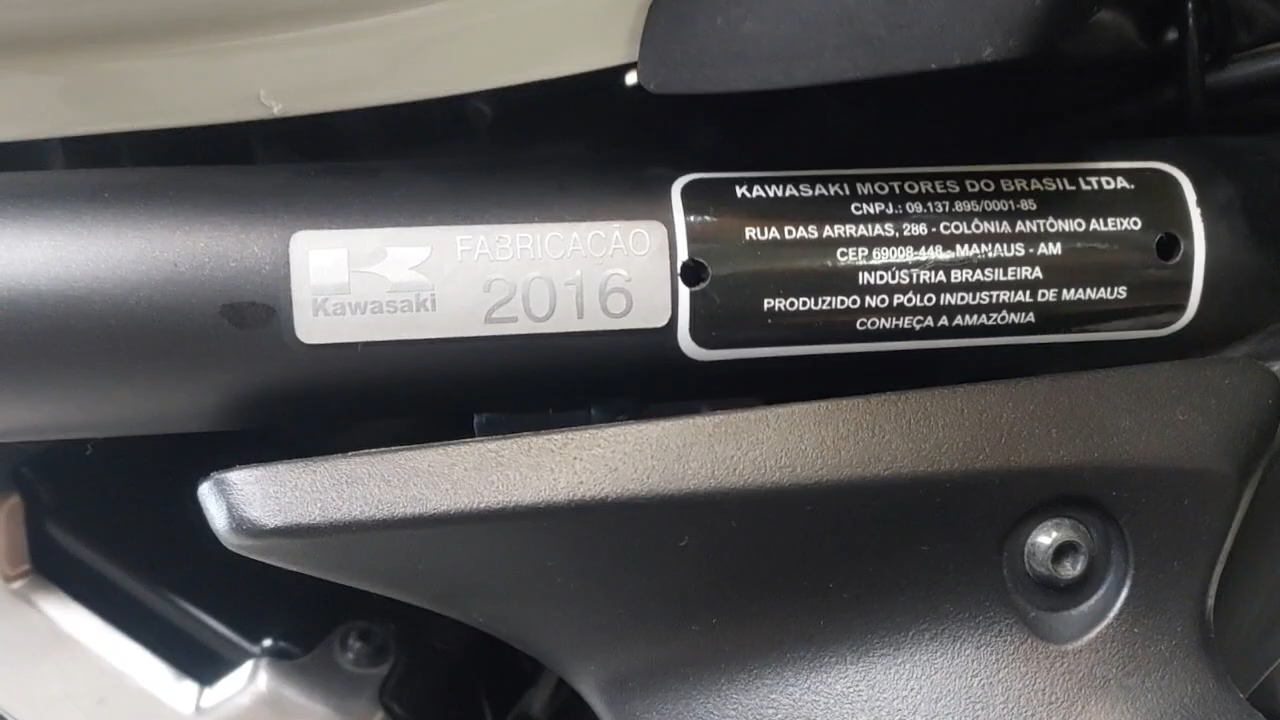 Kawasaki
FABRICAÇÃO
2016
KAWASAKI MOTORES DO BRASIL LTDA.
CNPJ.: 09.137.895/0001-85
RUA DAS ARRAIAS, 286 - COLÔNIA ANTÔNIO ALEIXO
CEP 69008-448 - MANAUS - AM
INDÚSTRIA BRASILEIRA
PRODUZIDO NO PÓLO INDUSTRIAL DE MANAUS
CONHEÇA A AMAZÔNIA